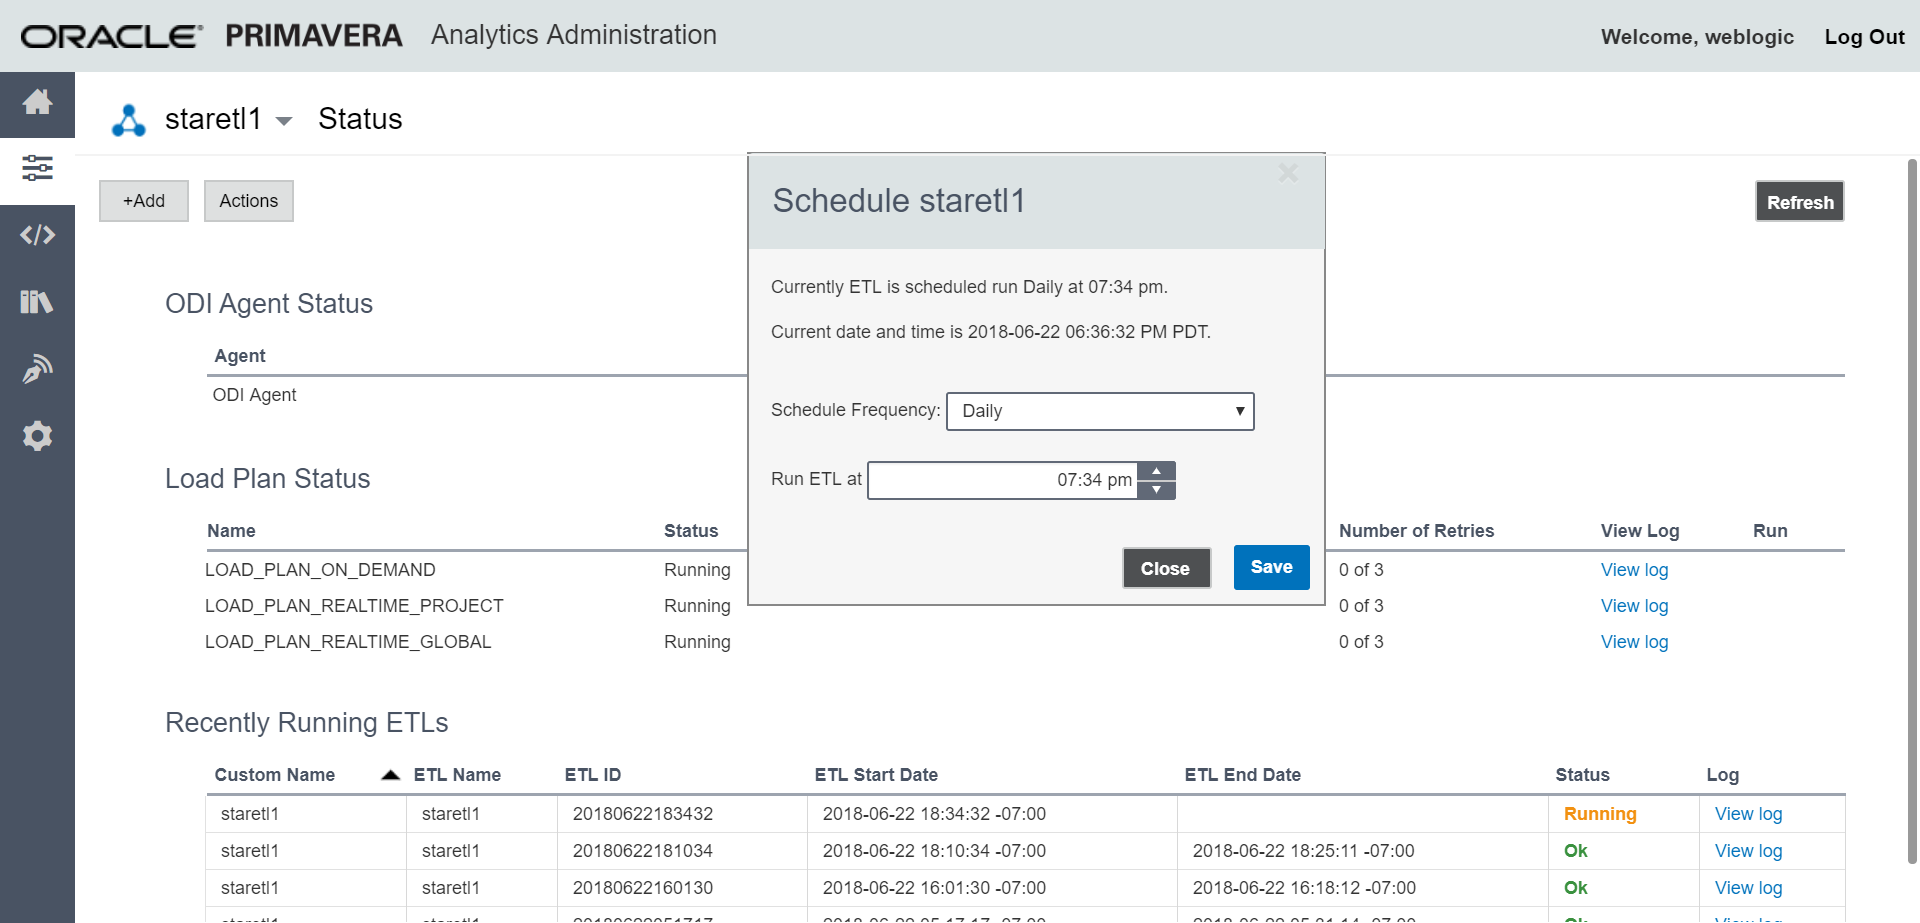 ORACLE PRIMAVERA Analytics Administration
Welcome, weblogic Log Out
staretl1 Status
+Add Actions
Refresh
Schedule staretl1
Currently ETL is scheduled run Daily at 07:34 pm.
Current date and time is 2018-06-22 06:36:32 PM PDT.
Schedule Frequency: Daily
Run ETL at 07:34 pm
Close Save
ODI Agent Status
Agent
ODI Agent
Load Plan Status
Name Status Number of Retries View Log Run
LOAD_PLAN_ON_DEMAND Running 0 of 3 View log
LOAD_PLAN_REALTIME_PROJECT Running 0 of 3 View log
LOAD_PLAN_REALTIME_GLOBAL Running 0 of 3 View log
Recently Running ETLs
Custom Name ETL Name ETL ID ETL Start Date ETL End Date Status Log
staretl1 staretl1 20180622183432 2018-06-22 18:34:32 -07:00 Running View log
staretl1 staretl1 20180622181034 2018-06-22 18:10:34 -07:00 2018-06-22 18:25:11 -07:00 Ok View log
staretl1 staretl1 20180622160130 2018-06-22 16:01:30 -07:00 2018-06-22 16:18:12 -07:00 Ok View log